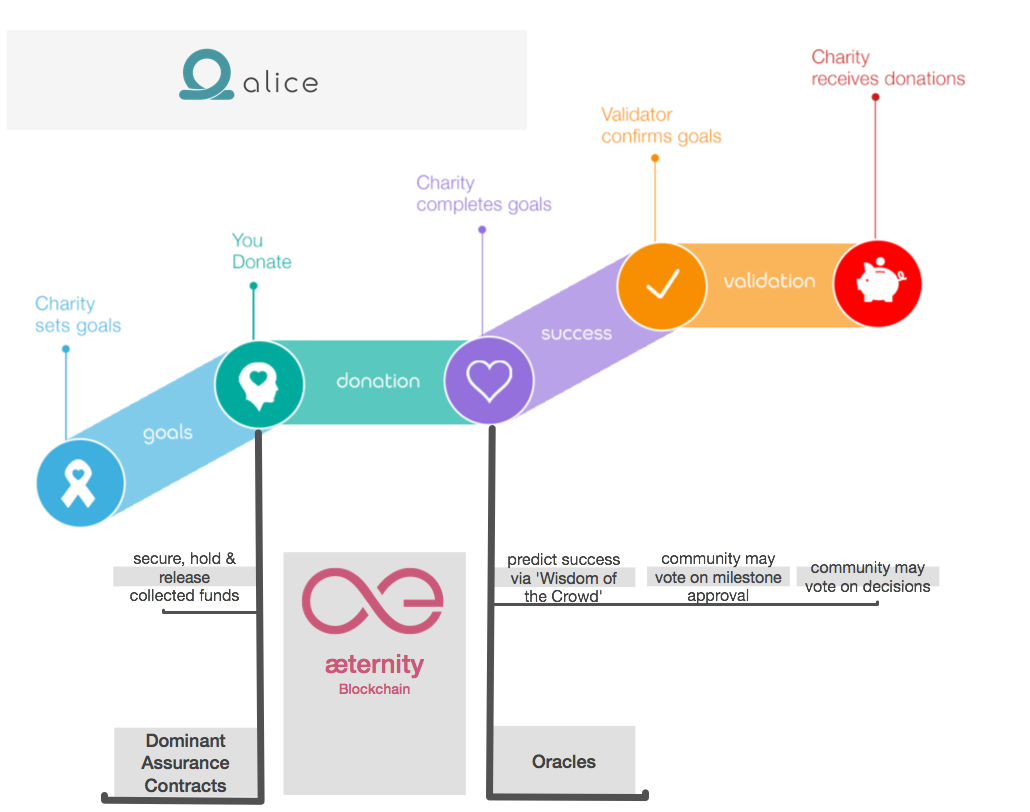 alice
Charity
receives donations
Validator
confirms goals
Charity
completes goals
You
Donate
Charity
sets goals
validation
success
donation
goals
secure, hold &
release
collected funds
predict success
via 'Wisdom of
the Crowd'
community may
vote on milestone
approval
community may
vote on decisions
æternity
Blockchain
Dominant
Assurance
Contracts
Oracles